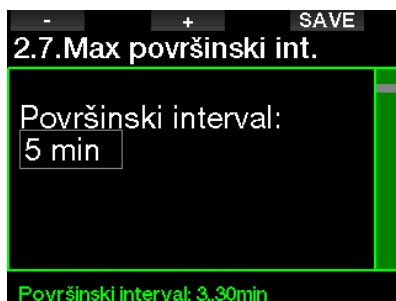 - + SAVE
2.7.Max površinski int.
Površinski interval:
5 min
Površinski interval: 3..30min